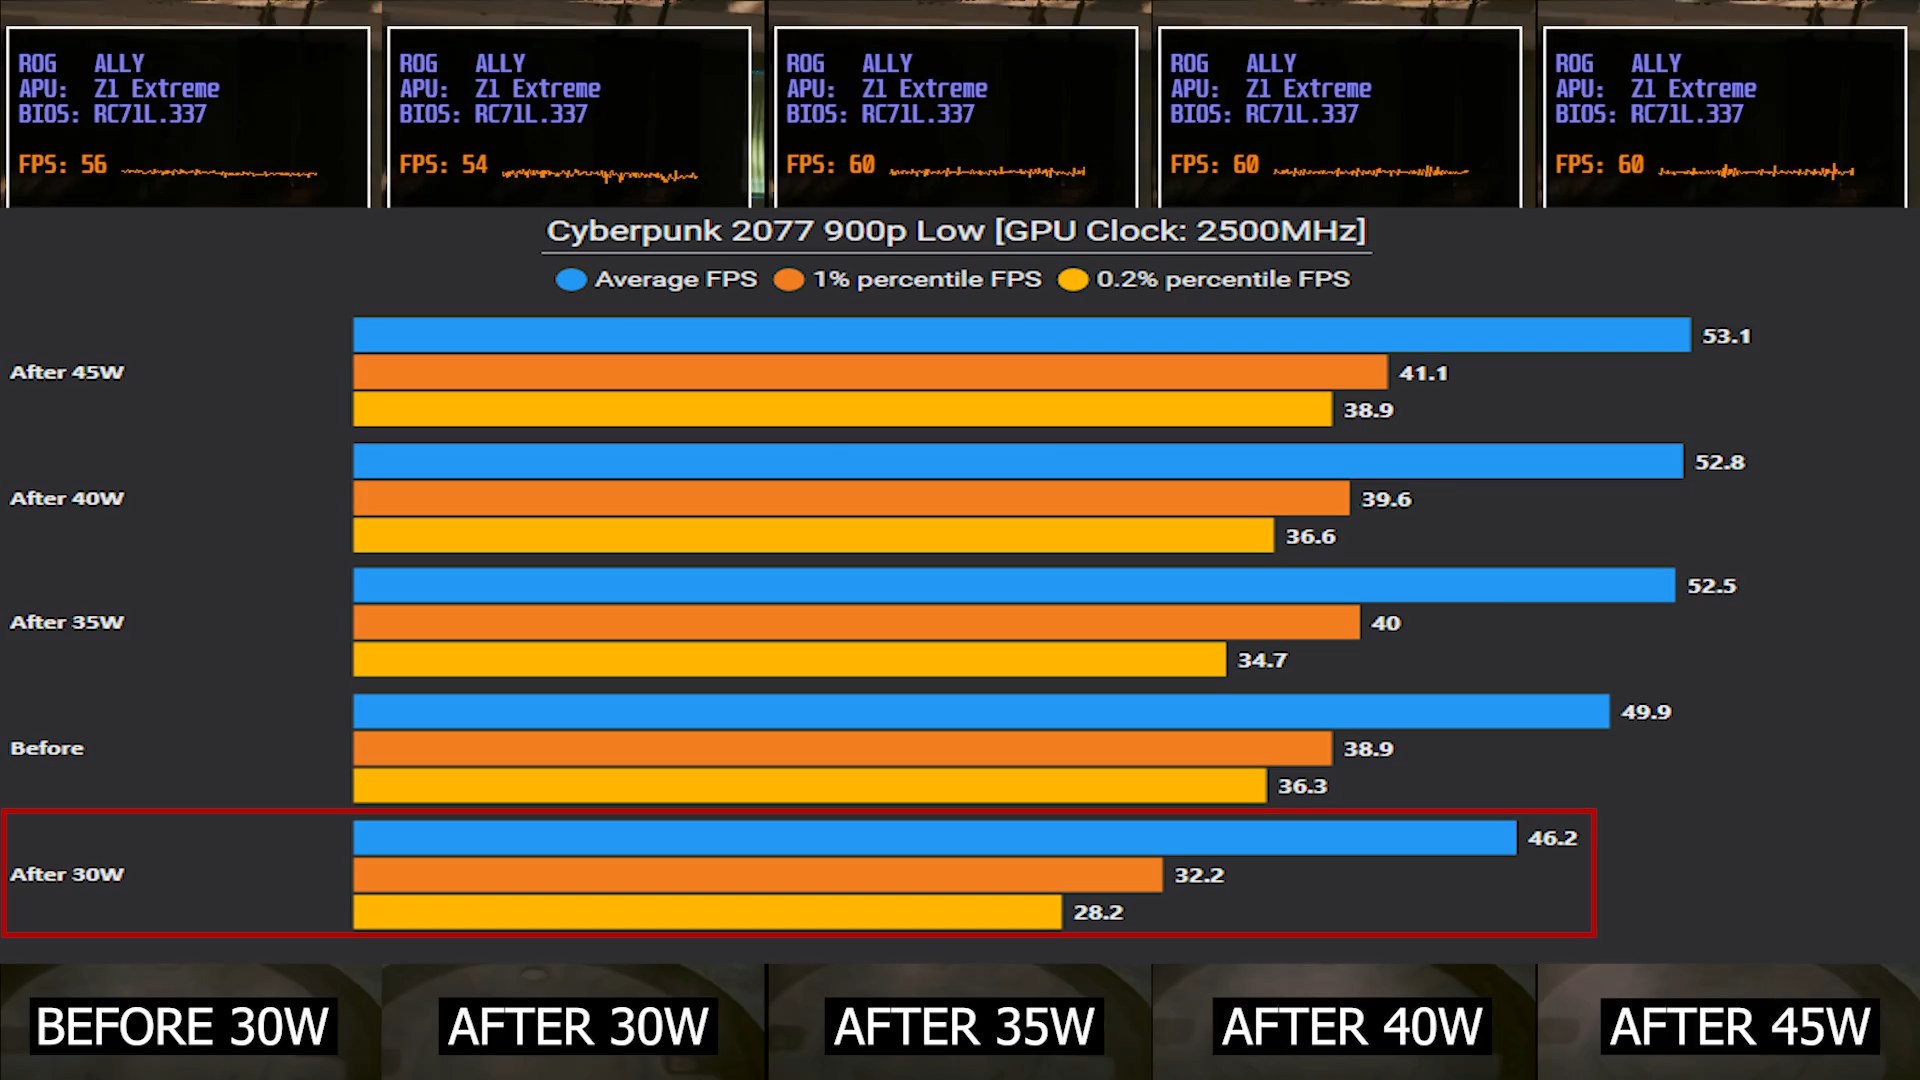 ROG ALLY
APU: Z1 Extreme
BIOS: RC71L.337
FPS: 56
ROG ALLY
APU: Z1 Extreme
BIOS: RC71L.337
FPS: 54
ROG ALLY
APU: Z1 Extreme
BIOS: RC71L.337
FPS: 60
ROG ALLY
APU: Z1 Extreme
BIOS: RC71L.337
FPS: 60
ROG ALLY
APU: Z1 Extreme
BIOS: RC71L.337
FPS: 60
Cyberpunk 2077 900p Low [GPU Clock: 2500MHz]
Average FPS 1% percentile FPS 0.2% percentile FPS
After 45W
53.1
41.1
38.9
After 40W
52.8
39.6
36.6
After 35W
52.5
40
34.7
Before
49.9
38.9
36.3
After 30W
46.2
32.2
28.2
BEFORE 30W
AFTER 30W
AFTER 35W
AFTER 40W
AFTER 45W